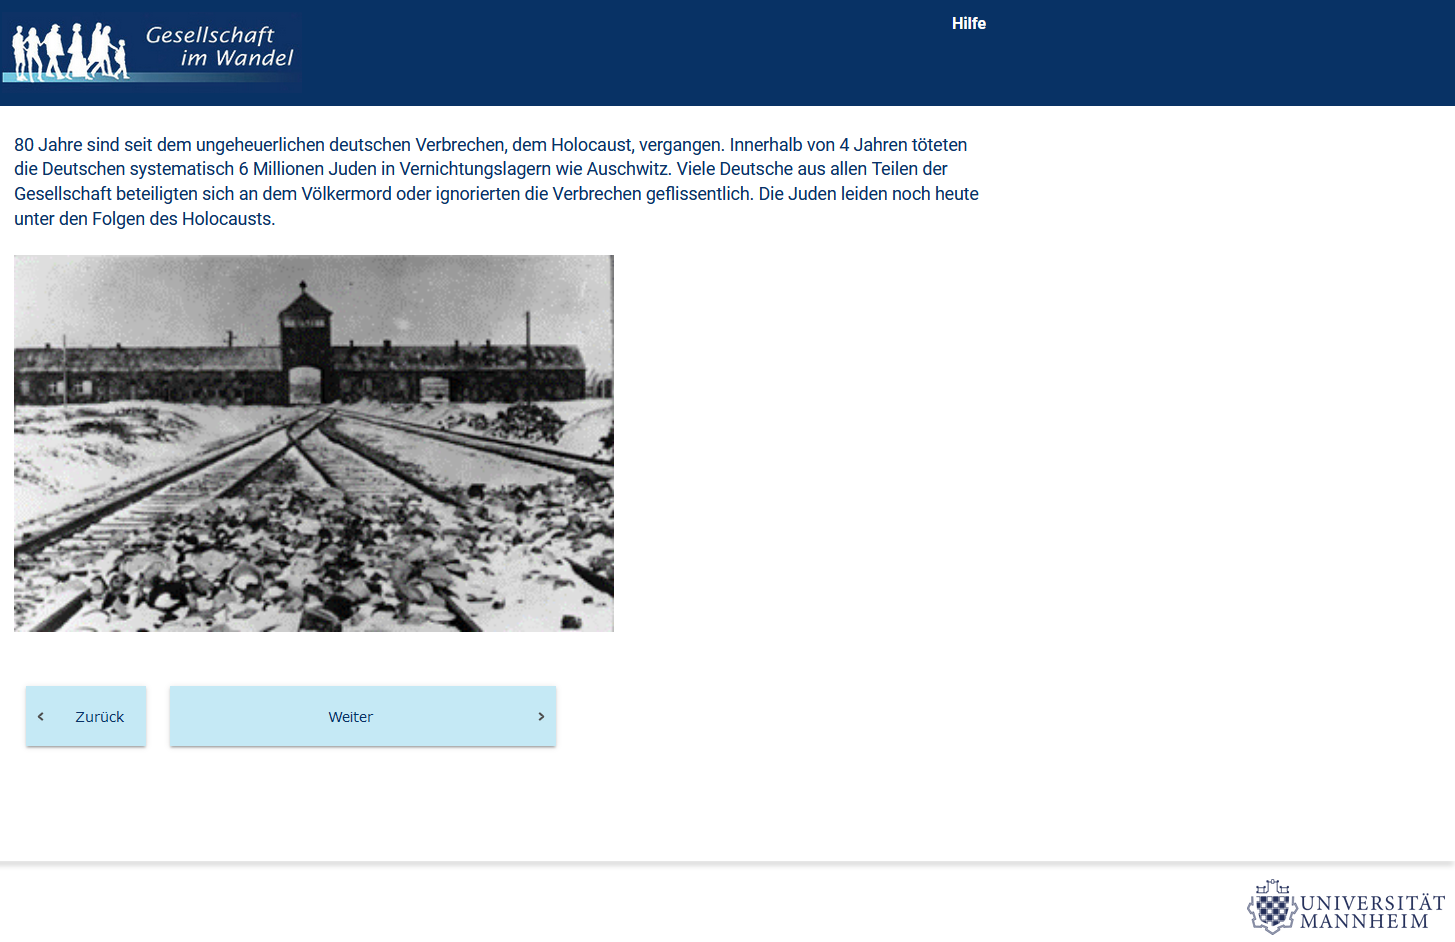 Gesellschaft
im Wandel
Hilfe
80 Jahre sind seit dem ungeheuerlichen deutschen Verbrechen, dem Holocaust, vergangen. Innerhalb von 4 Jahren töteten
die Deutschen systematisch 6 Millionen Juden in Vernichtungslagern wie Auschwitz. Viele Deutsche aus allen Teilen der
Gesellschaft beteiligten sich an dem Völkermord oder ignorierten die Verbrechen geflissentlich. Die Juden leiden noch heute
unter den Folgen des Holocausts.
Zurück
Weiter
UNIVERSITÄT
MANNHEIM